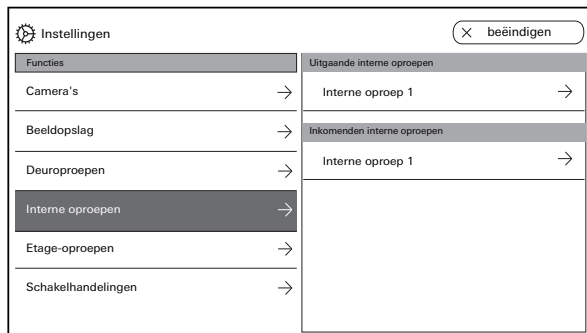 Instellingen
beëindigen
Functies
Camera's
Beeldopslag
Deuroproepen
Interne oproepen
Etage-oproepen
Schakelhandelingen
Uitgaande interne oproepen
Interne oproep 1
Inkomenden interne oproepen
Interne oproep 1